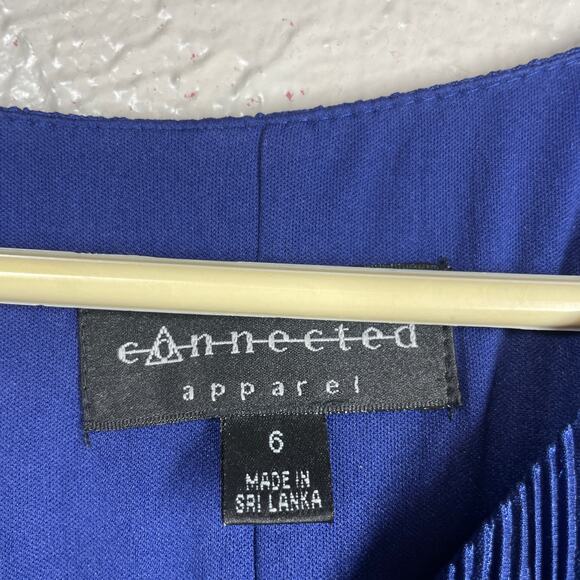 connected
apparel
6
MADE IN
SRI LANKA